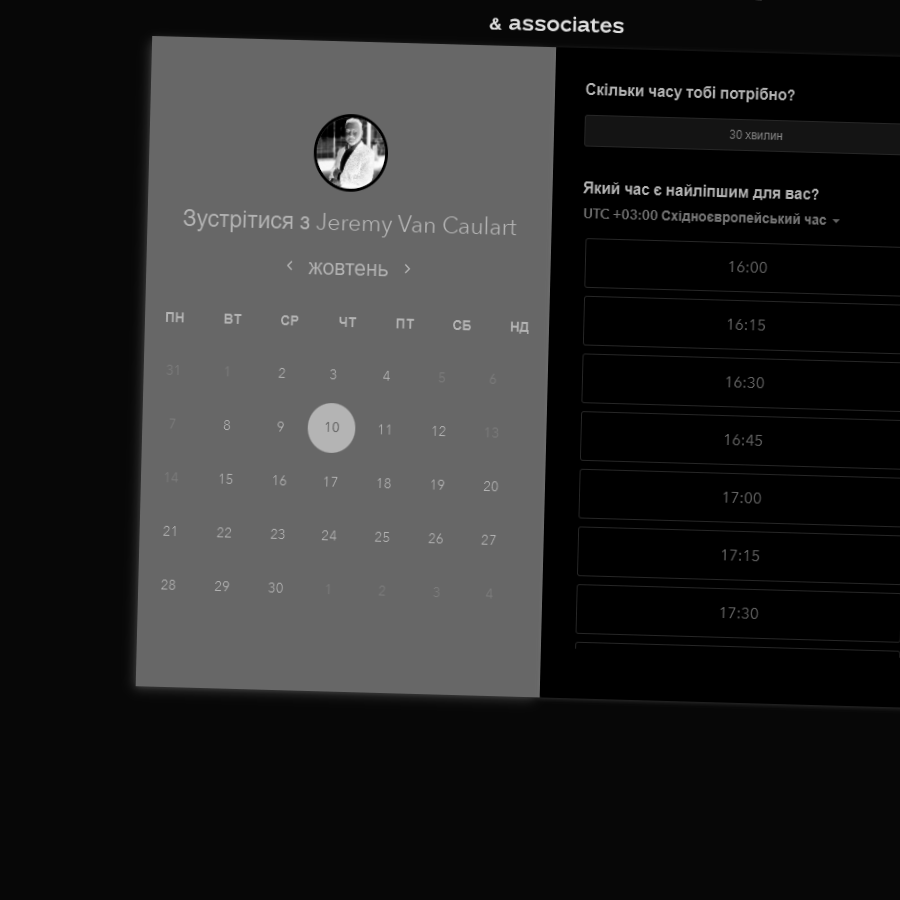 & associates
Зустрітися з Jeremy Van Caulart
жовтень
ПН ВТ СР ЧТ ПТ СБ НД
31 1 2 3 4 5 6
7 8 9 10 11 12 13
14 15 16 17 18 19 20
21 22 23 24 25 26 27
28 29 30 1 2 3 4
Скільки часу тобі потрібно?
30 хвилин
Який час є найліпшим для вас?
UTC +03:00 Східноєвропейський час
16:00
16:15
16:30
16:45
17:00
17:15
17:30